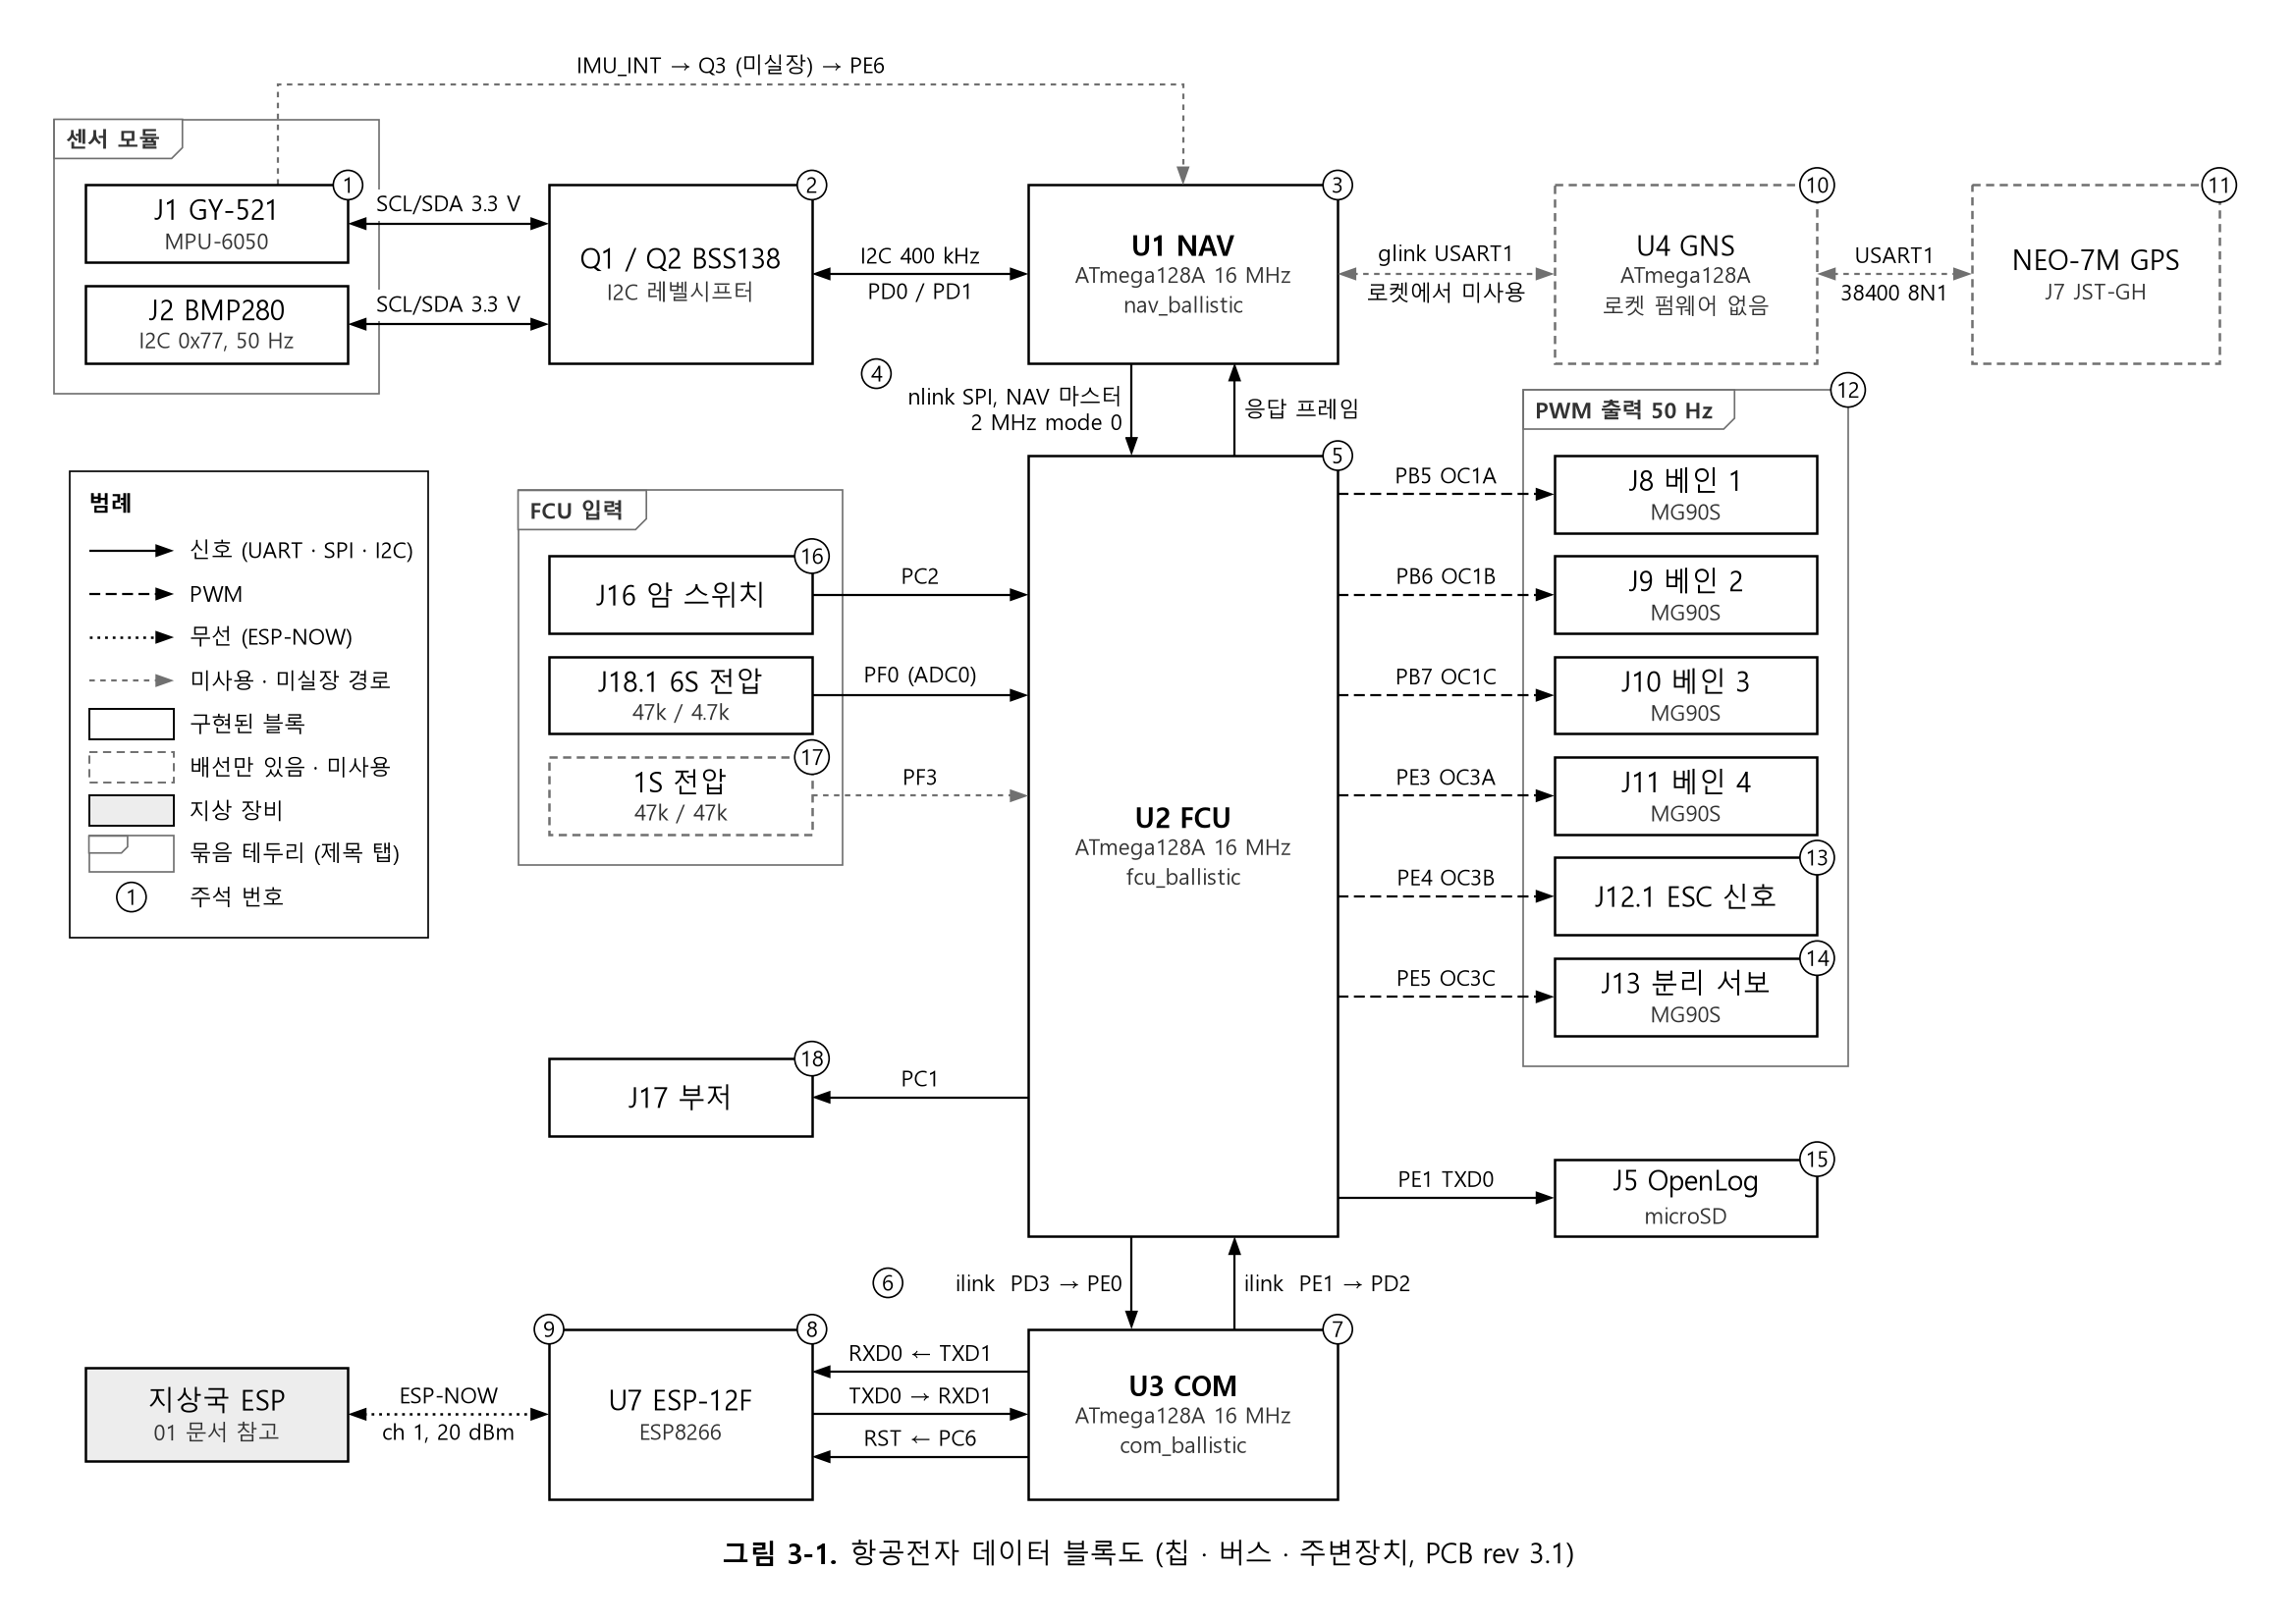 IMU_INT → Q3 (미실장) → PE6
센서 모듈
1
J1 GY-521
MPU-6050
SCL/SDA 3.3 V
J2 BMP280
I2C 0x77, 50 Hz
SCL/SDA 3.3 V
2
Q1 / Q2 BSS138
I2C 레벨시프터
I2C 400 kHz
PD0 / PD1
3
U1 NAV
ATmega128A 16 MHz
nav_ballistic
glink USART1
로켓에서 미사용
10
U4 GNS
ATmega128A
로켓 펌웨어 없음
USART1
38400 8N1
11
NEO-7M GPS
J7 JST-GH
4
nlink SPI, NAV 마스터
2 MHz mode 0
응답 프레임
범례
신호 (UART · SPI · I2C)
PWM
무선 (ESP-NOW)
미사용 · 미실장 경로
구현된 블록
배선만 있음 · 미사용
지상 장비
묶음 테두리 (제목 탭)
1
주석 번호
FCU 입력
16
J16 암 스위치
PC2
J18.1 6S 전압
47k / 4.7k
PF0 (ADC0)
17
1S 전압
47k / 47k
PF3
5
U2 FCU
ATmega128A 16 MHz
fcu_ballistic
12
PWM 출력 50 Hz
PB5 OC1A
J8 베인 1
MG90S
PB6 OC1B
J9 베인 2
MG90S
PB7 OC1C
J10 베인 3
MG90S
PE3 OC3A
J11 베인 4
MG90S
PE4 OC3B
13
J12.1 ESC 신호
PE5 OC3C
14
J13 분리 서보
MG90S
18
J17 부저
PC1
PE1 TXD0
15
J5 OpenLog
microSD
6
ilink PD3 → PE0
ilink PE1 → PD2
지상국 ESP
01 문서 참고
ESP-NOW
ch 1, 20 dBm
9
8
U7 ESP-12F
ESP8266
RXD0 ← TXD1
TXD0 → RXD1
RST ← PC6
7
U3 COM
ATmega128A 16 MHz
com_ballistic
그림 3-1. 항공전자 데이터 블록도 (칩 · 버스 · 주변장치, PCB rev 3.1)